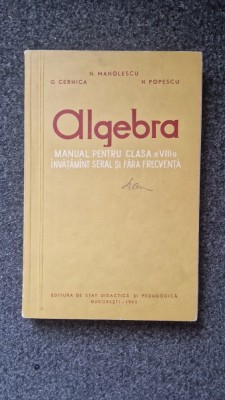 N. MANOLESCU
G. CERNICA N. POPESCU
algebra
MANUAL PENTRU CLASA a VIII-a
ÎNVĂȚĂMÎNT SERAL ȘI FĂRĂ FRECVENȚĂ
EDITURA DE STAT DIDACTICĂ ȘI PEDAGOGICĂ